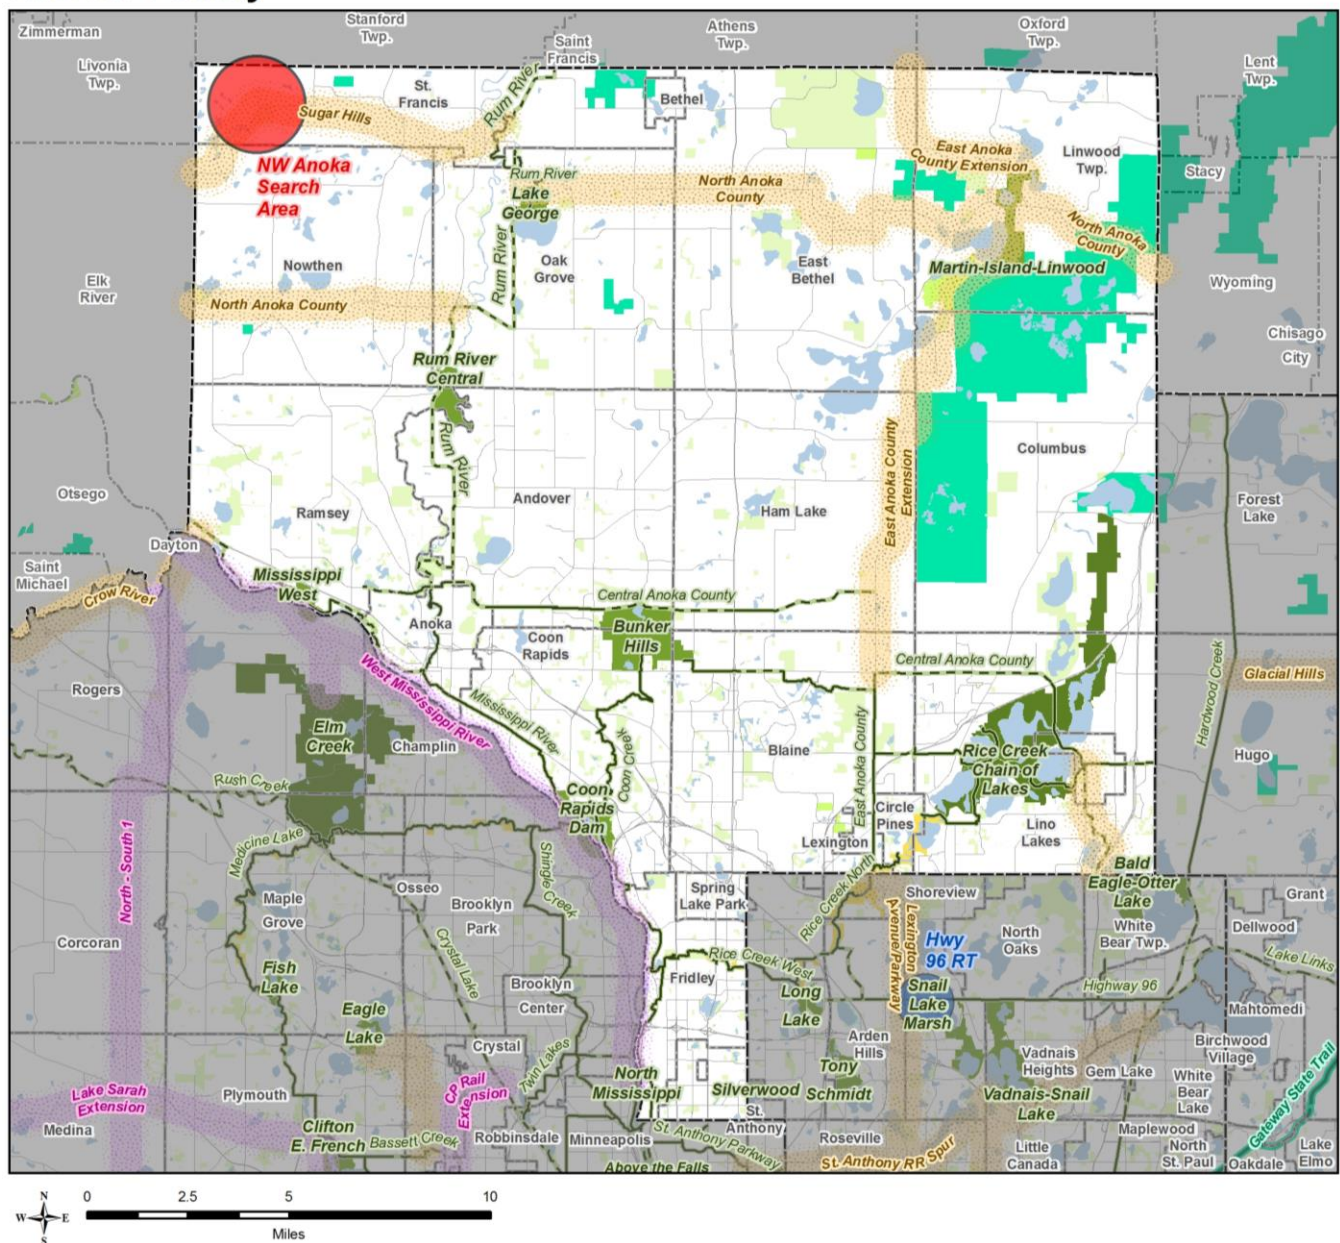 Zimmerman
Livonia
Twp.
Stanford
Twp.
Saint
Francis
Athens
Twp.
Oxford
Twp.
Lent
Twp.
St.
Francis
Sugar Hills
Rum River
Bethel
East Anoka
County Extension
Linwood
Twp.
Stacy
NW Anoka
Search
Area
Rum River
Lake
George
North Anoka
County
North Anoka
County
Elk
River
Nowthen
North Anoka County
Rum River
Oak
Grove
East
Bethel
Martin-Island-Linwood
Wyoming
Chisago
City
Rum River
Central
Rum River
East Anoka County
Extension
Columbus
Otsego
Ramsey
Andover
Ham Lake
Forest
Lake
Dayton
Saint
Michael
Crow River
Mississippi
West
Central Anoka County
Anoka
Coon
Rapids
Bunker
Hills
Central Anoka County
Hardwood Creek
Glacial Hills
Rogers
West Mississippi River
Mississippi River
Elm
Creek
Champlin
Coon Creek
Blaine
East Anoka County
Rice Creek
Chain of
Lakes
Hugo
Rush Creek
Coon
Rapids
Dam
Circle
Pines
Lexington
Lino
Lakes
North - South 1
Medicine Lake
Shingle Creek
Rice Creek North
Bald
Eagle-Otter
Lake
Maple
Grove
Osseo
Brooklyn
Park
Spring
Lake Park
Shoreview
Lexington
Avenue/Parkway
Hwy
96 RT
North
Oaks
White
Bear Twp.
Grant
Dellwood
Corcoran
Crystal Lake
Fish
Lake
Rice Creek West
Fridley
Lake Links
Brooklyn
Center
Long
Lake
Snail
Lake
Marsh
Highway 96
Mahtomedi
Eagle
Lake
Crystal
Twin Lakes
Arden
Hills
Vadnais
Heights
Gem Lake
Birchwood
Village
Lake Sarah
Extension
Plymouth
CP Rail
Extension
North
Mississippi
Silverwood
Tony
Schmidt
Vadnais-Snail
Lake
White
Bear
Lake
Gateway State Trail
Medina
Clifton
E. French
Bassett Creek
Robbinsdale
Minneapolis
St. Anthony Parkway
St.
Anthony
Roseville
St. Anthony RR Spur
Little
Canada
Maplewood
North
St. Paul
Oakdale
Lake
Elmo
Above the Falls
N
W E
S
0 2.5 5 10
Miles